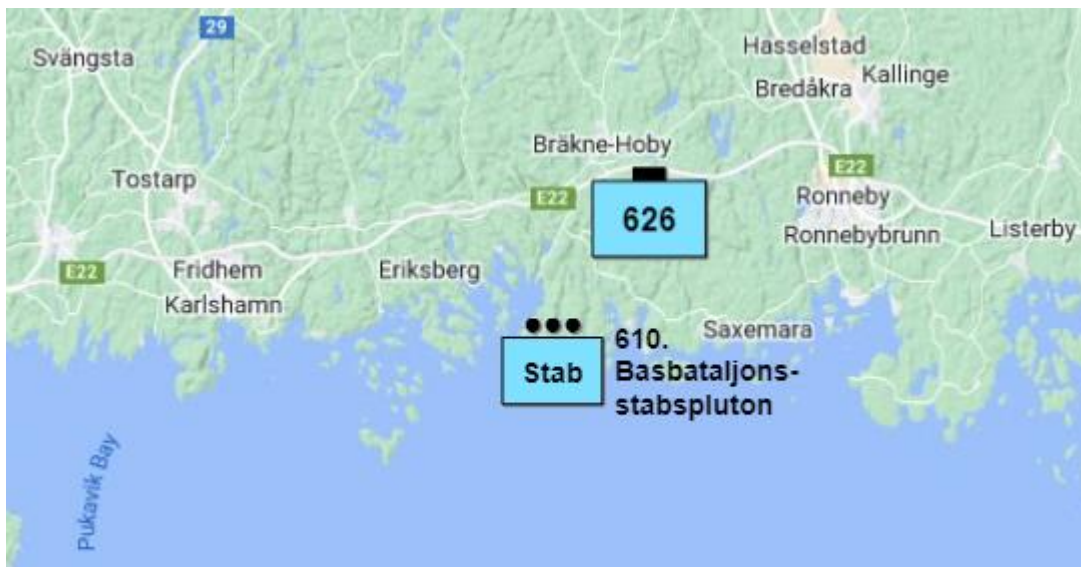 29
Svängsta
Hasselstad
Kallinge
Bredåkra
Bräkne-Hoby
E22
Tostarp
E22
626
Ronneby
Ronnebybrunn
Listerby
E22
Fridhem
Eriksberg
Karlshamn
Saxemara
Stab
610.
Basbataljons-
stabspluton
Pukavik Bay